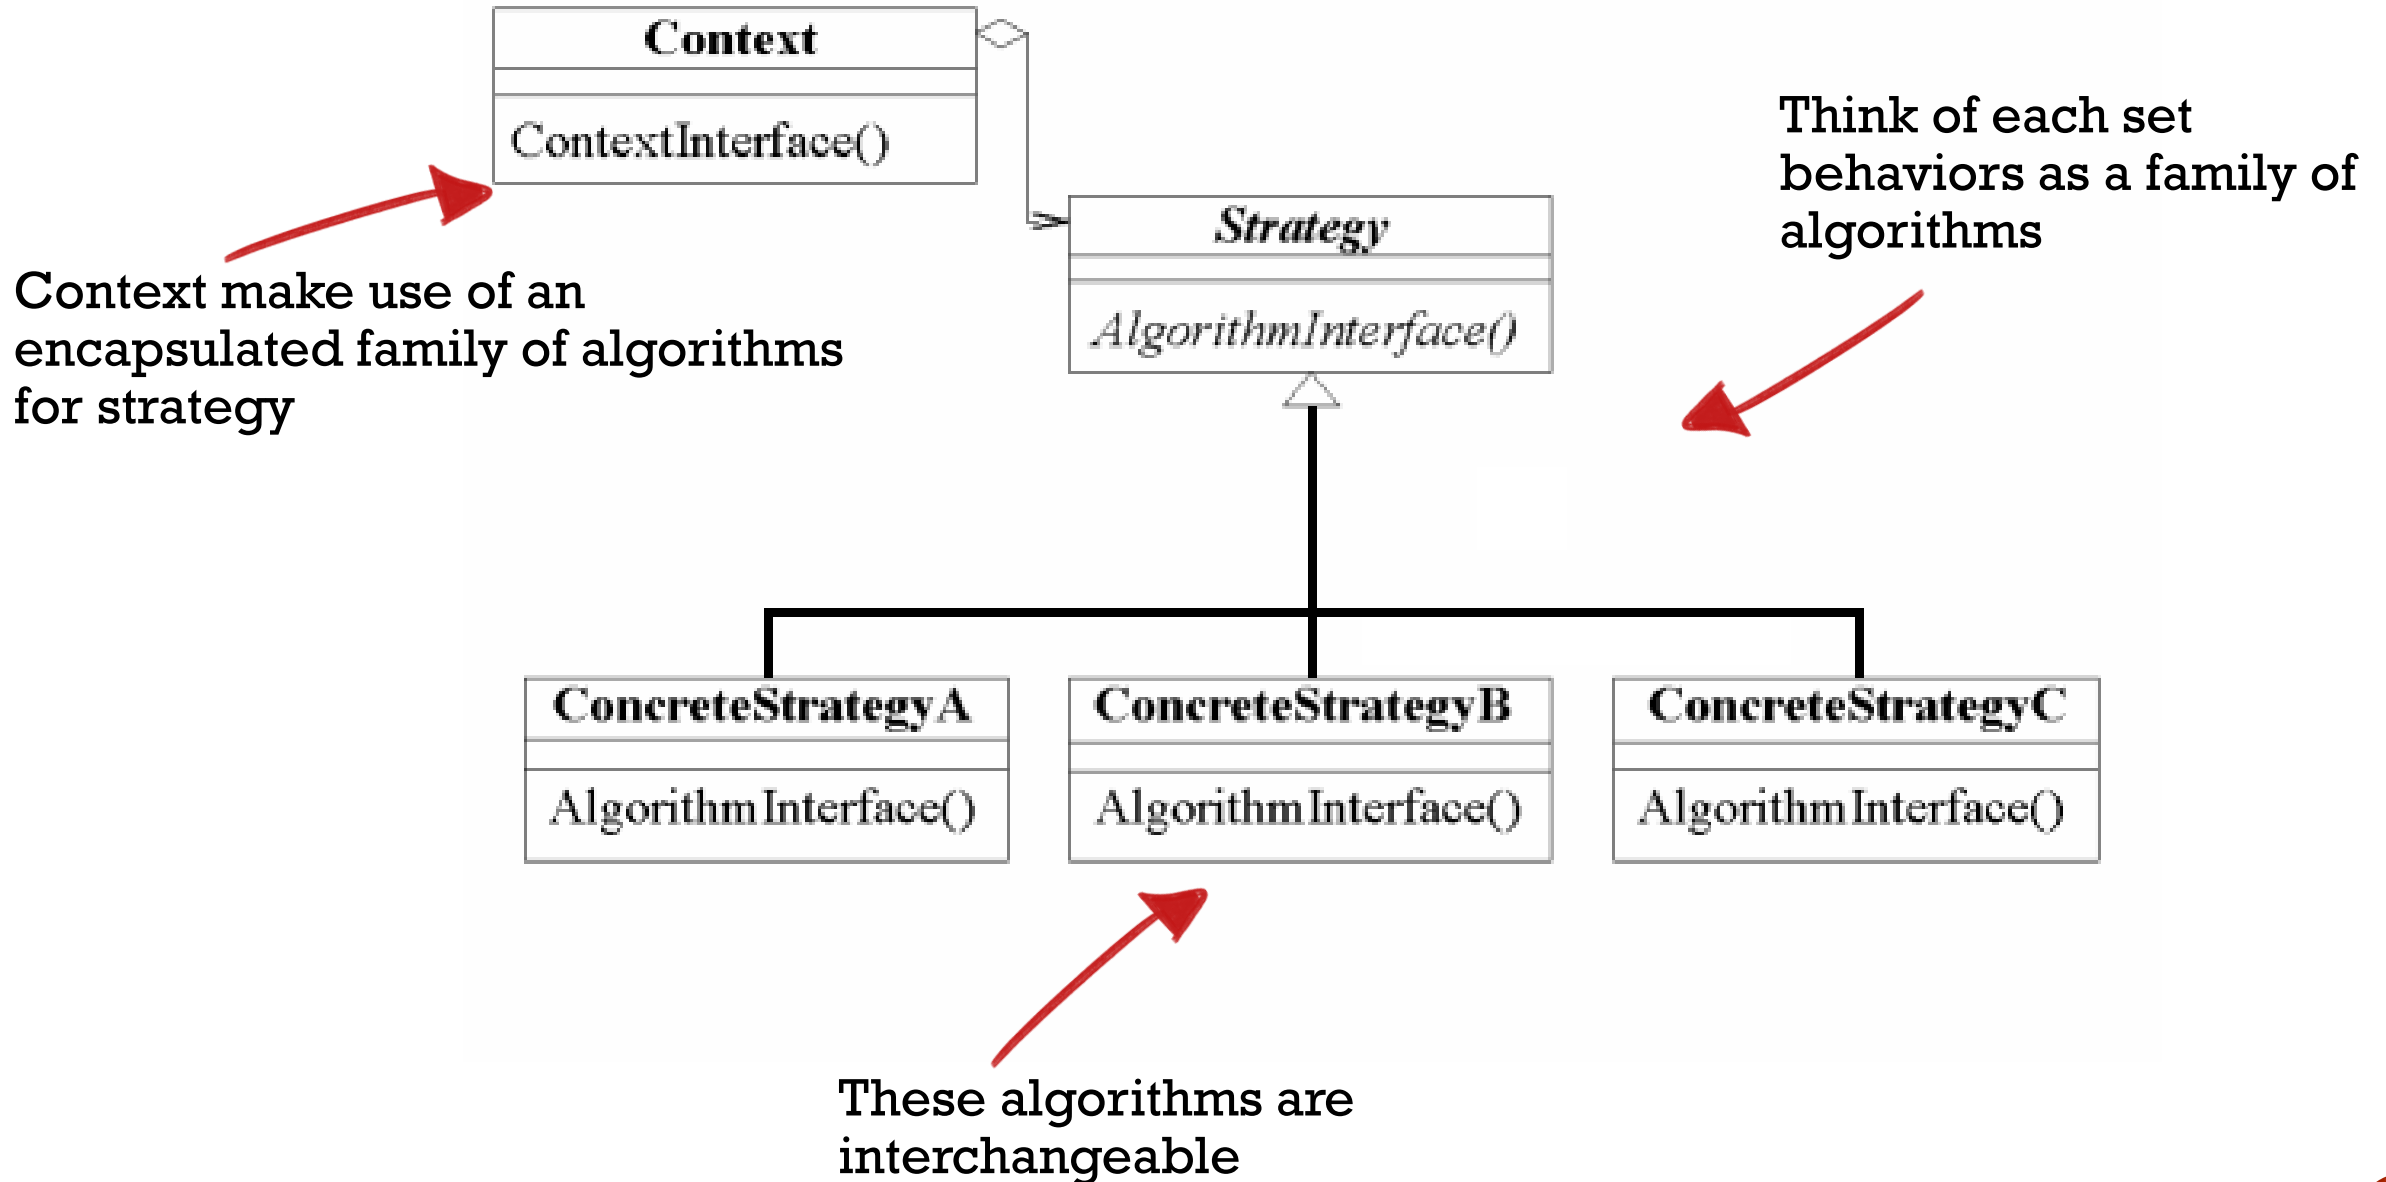 Context
ContextInterface()
Think of each set
behaviors as a family of
algorithms
Strategy
AlgorithmInterface()
Context make use of an
encapsulated family of algorithms
for strategy
ConcreteStrategyA
AlgorithmInterface()
ConcreteStrategyB
AlgorithmInterface()
ConcreteStrategyC
AlgorithmInterface()
These algorithms are
interchangeable